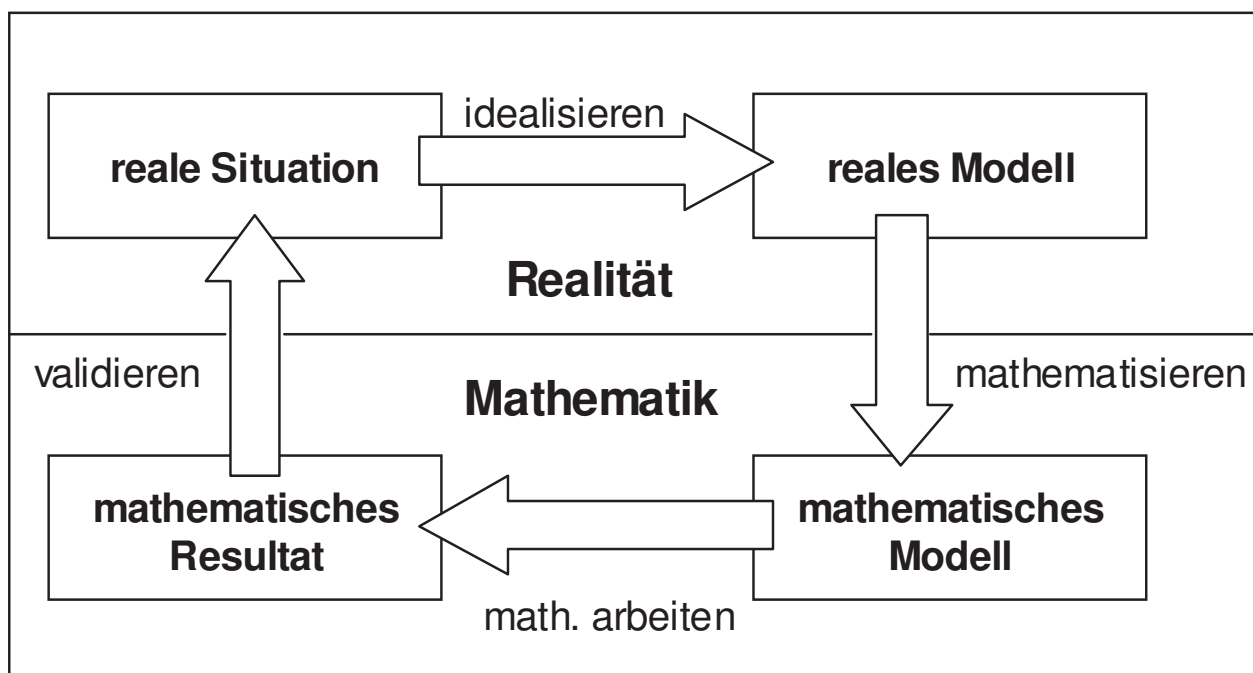 idealisieren
reale Situation
reales Modell
Realität
validieren
mathematisieren
Mathematik
mathematisches
Resultat
mathematisches
Modell
math. arbeiten